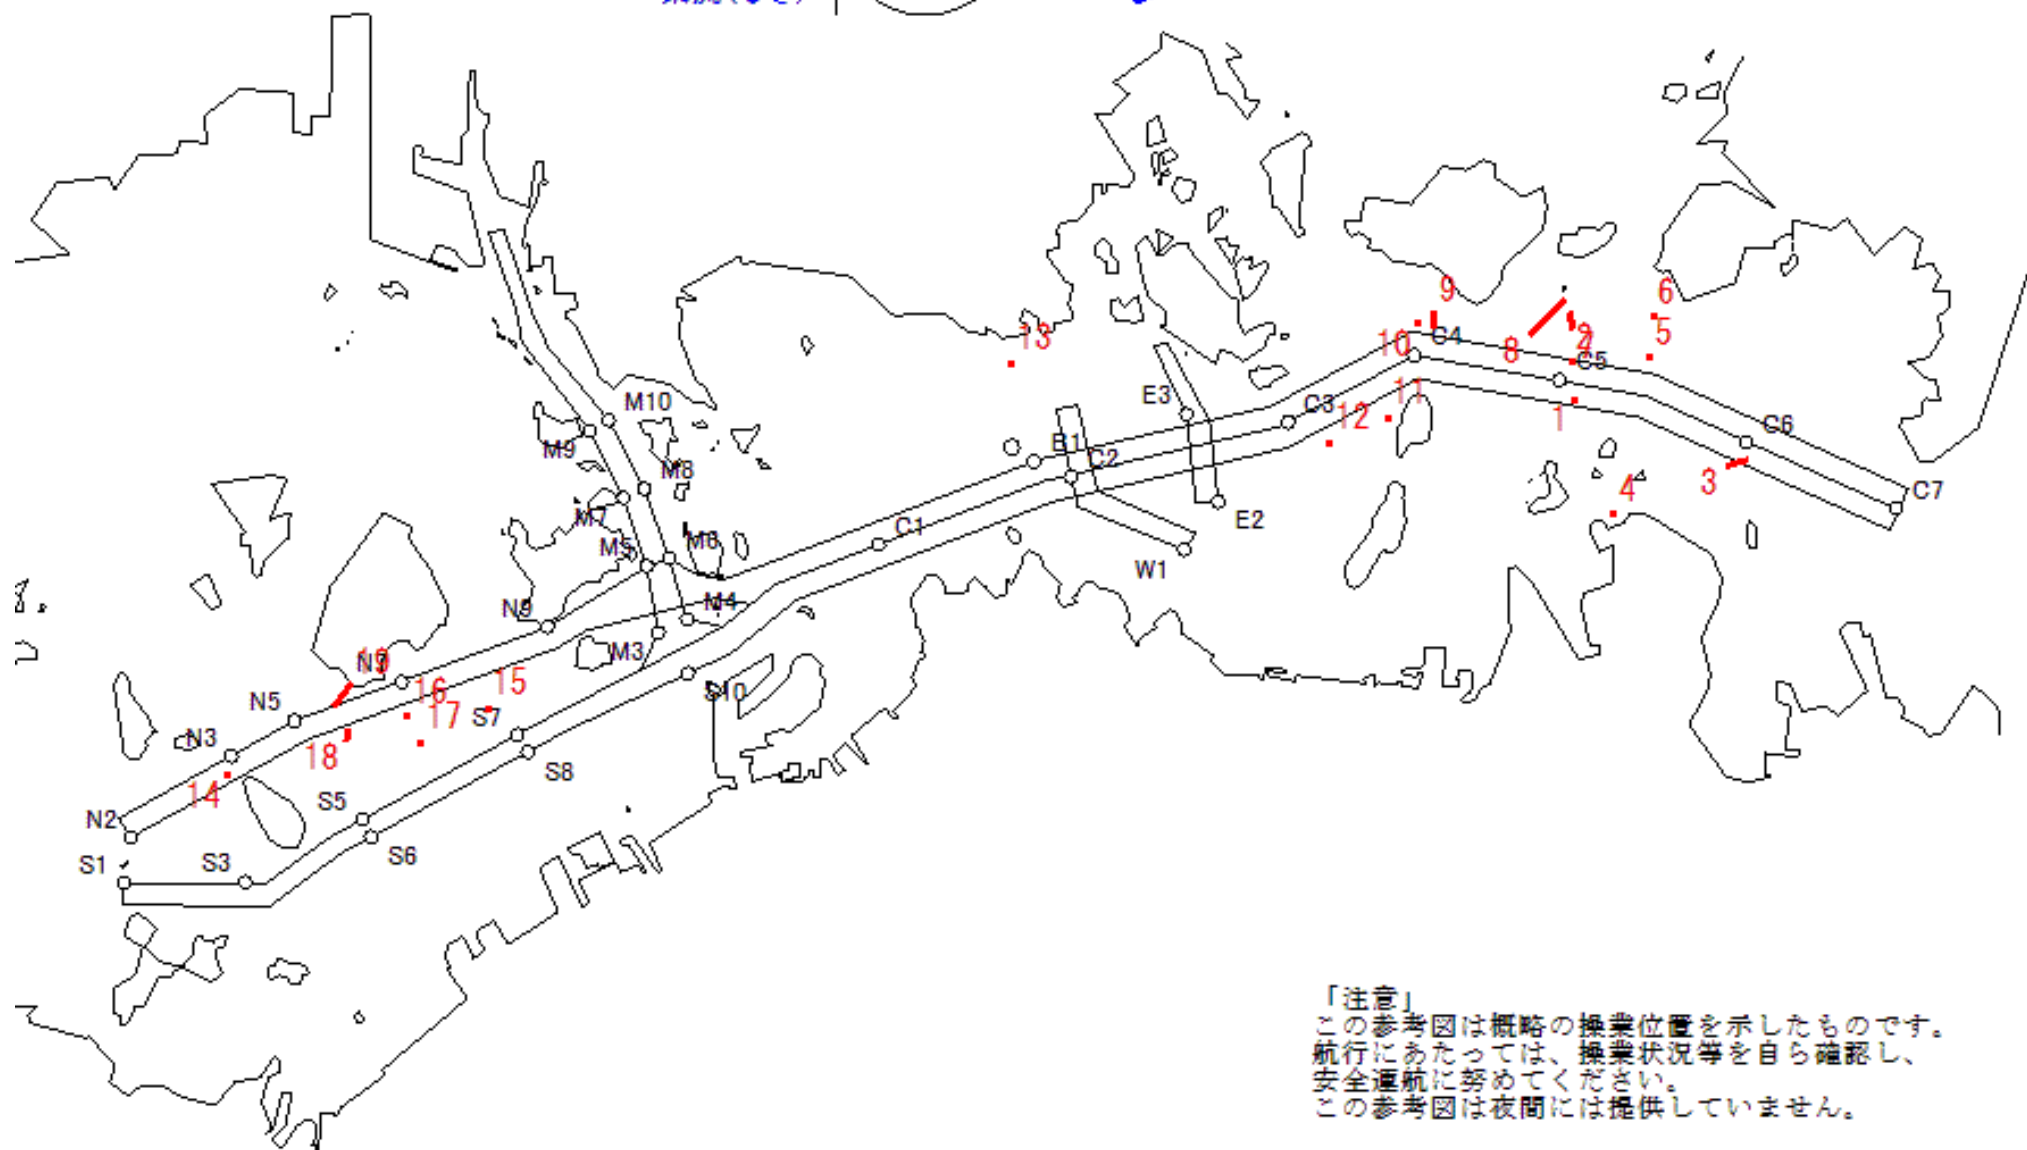 9
6
13
10
C4
8
5
C5
E3
C3
12
11
1
M10
M9
M8
B1
C2
C6
3
4
C7
M7
M5
M6
C1
E2
W1
N9
M4
M3
N7
16
15
17
S7
S10
N5
N3
18
14
S8
N2
S5
S6
S1
S3
「注意」
この参考図は概略の操業位置を示したものです。
航行にあたっては、操業状況等を自ら確認し、
安全運航に努めてください。
この参考図は夜間には提供していません。